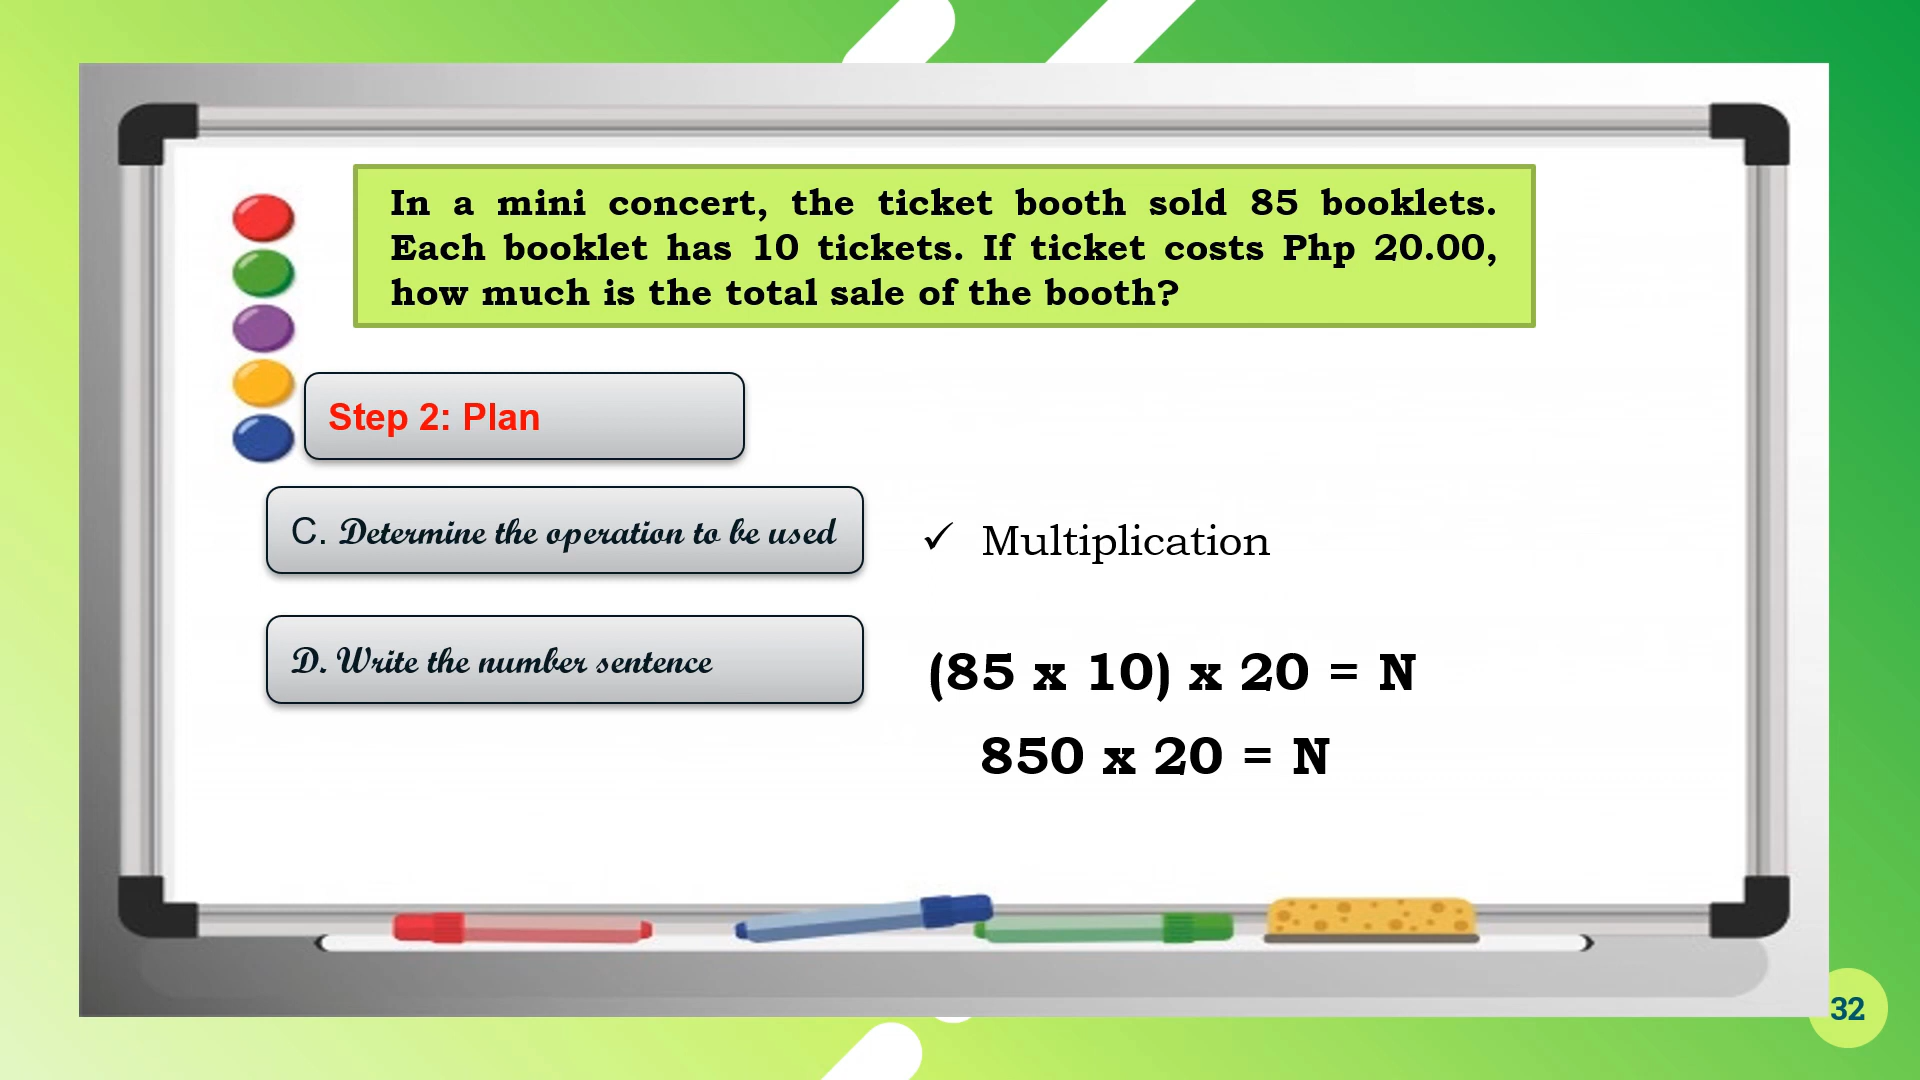 In a mini concert, the ticket booth sold 85 booklets.
Each booklet has 10 tickets. If ticket costs Php 20.00,
how much is the total sale of the booth?
Step 2: Plan
C. Determine the operation to be used
✓ Multiplication
D. Write the number sentence
(85 x 10) x 20 = N
850 x 20 = N
32